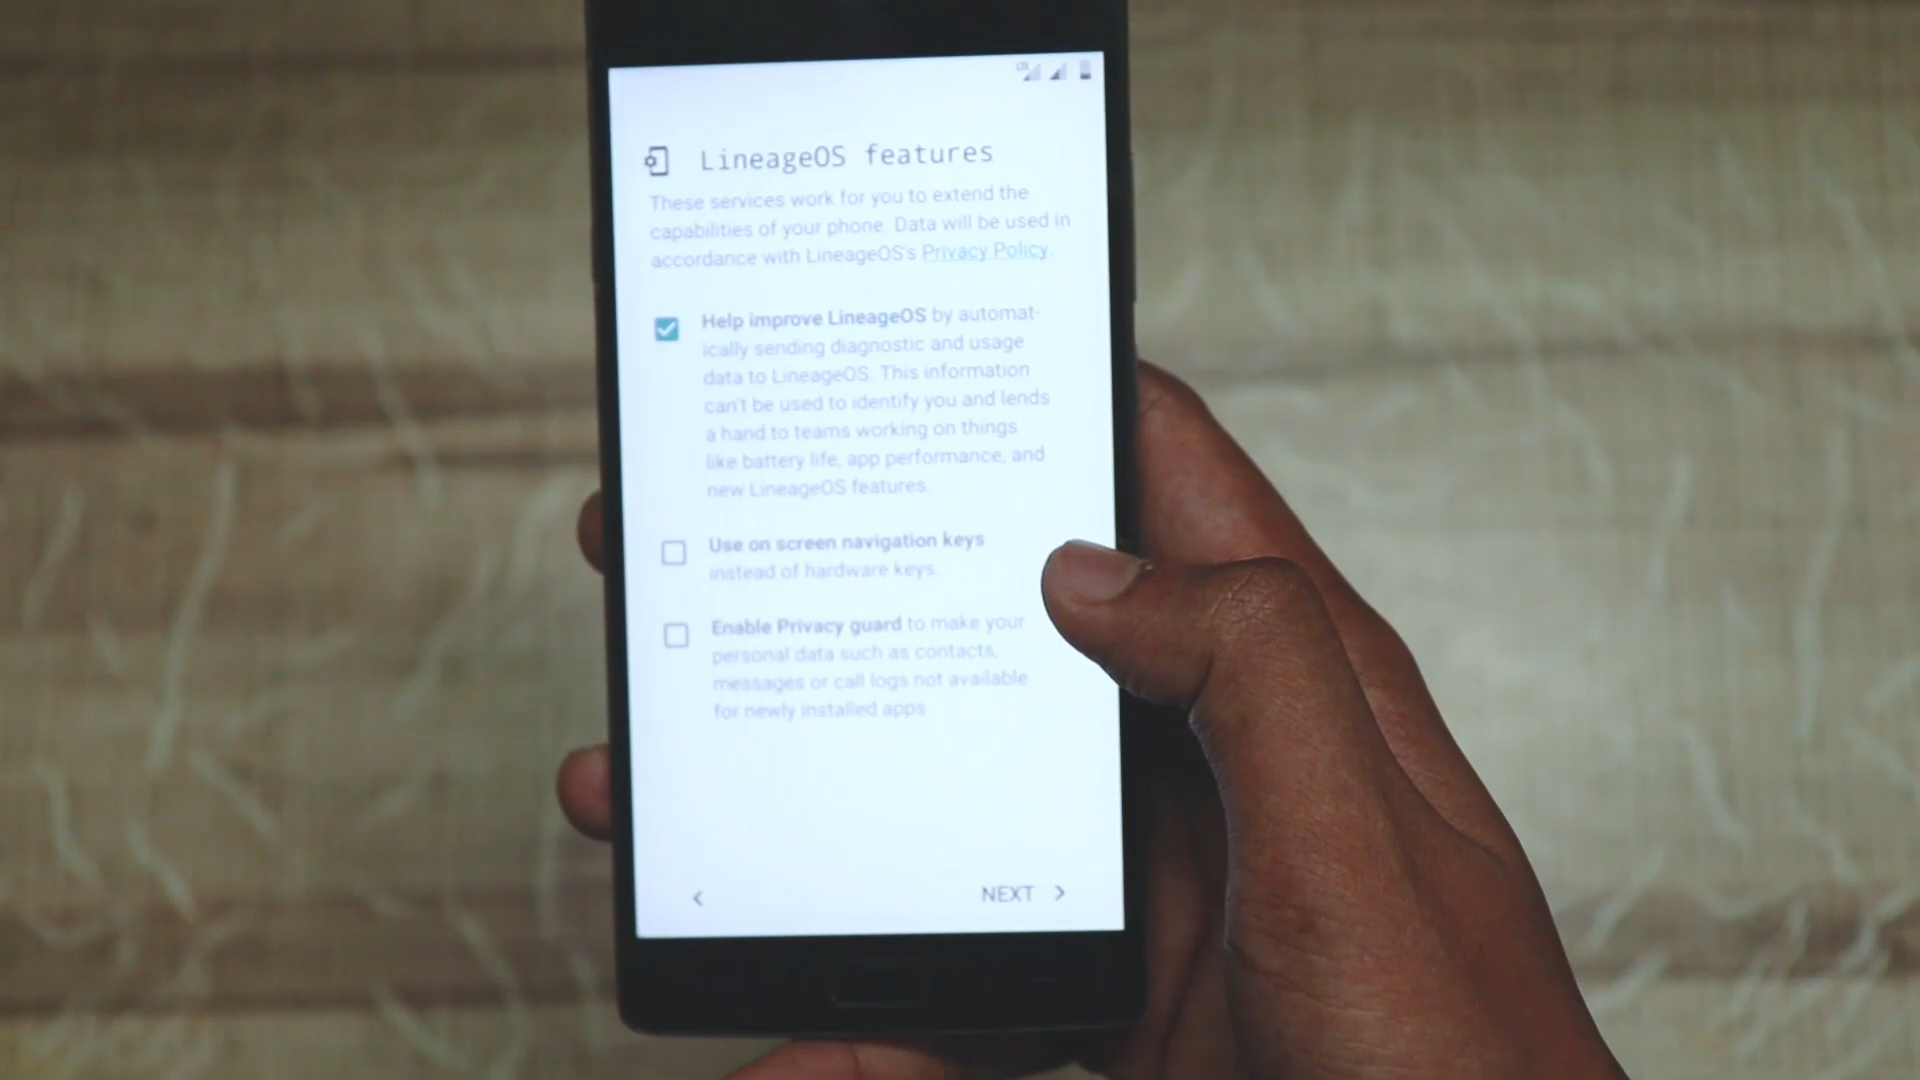 LTE
LineageOS features
These services work for you to extend the
capabilities of your phone. Data will be used in
accordance with LineageOS's Privacy Policy.
Help improve LineageOS by automat-
ically sending diagnostic and usage
data to LineageOS. This information
can't be used to identify you and lends
a hand to teams working on things
like battery life, app performance, and
new LineageOS features.
Use on screen navigation keys
instead of hardware keys.
Enable Privacy guard to make your
personal data such as contacts,
messages or call logs not available
for newly installed apps
NEXT